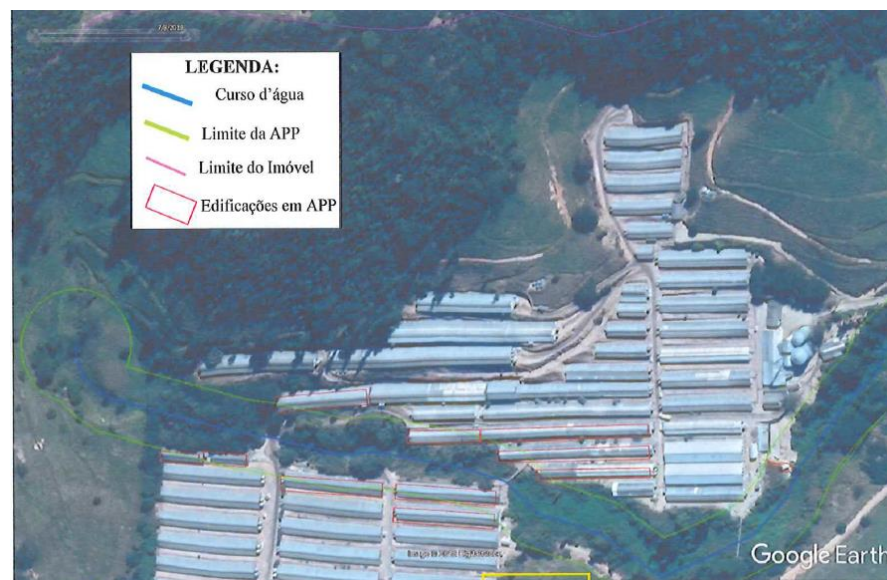 LEGENDA:
Curso d'água
Limite da APP
Limite do Imóvel
Edificações em APP
Google Earth